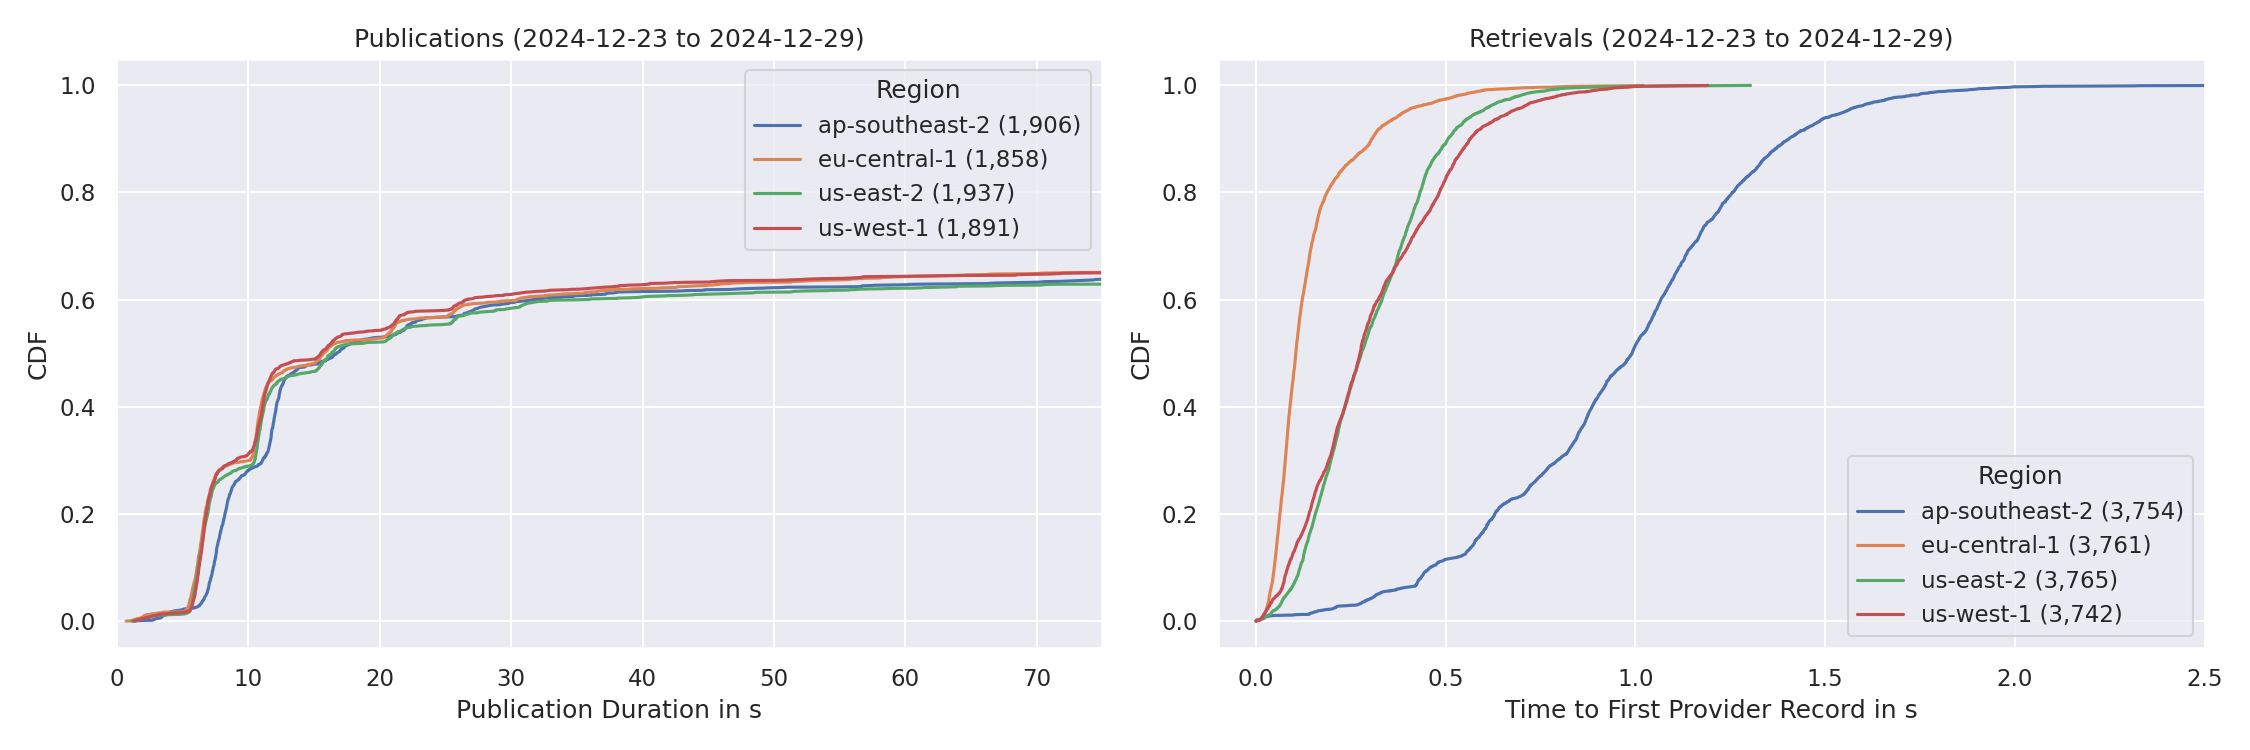 Publications (2024-12-23 to 2024-12-29)
CDF
1.0
0.8
0.6
0.4
0.2
0.0
Region
ap-southeast-2 (1,906)
eu-central-1 (1,858)
us-east-2 (1,937)
us-west-1 (1,891)
0 10 20 30 40 50 60 70
Publication Duration in s
Retrievals (2024-12-23 to 2024-12-29)
CDF
1.0
0.8
0.6
0.4
0.2
0.0
Region
ap-southeast-2 (3,754)
eu-central-1 (3,761)
us-east-2 (3,765)
us-west-1 (3,742)
0.0 0.5 1.0 1.5 2.0 2.5
Time to First Provider Record in s